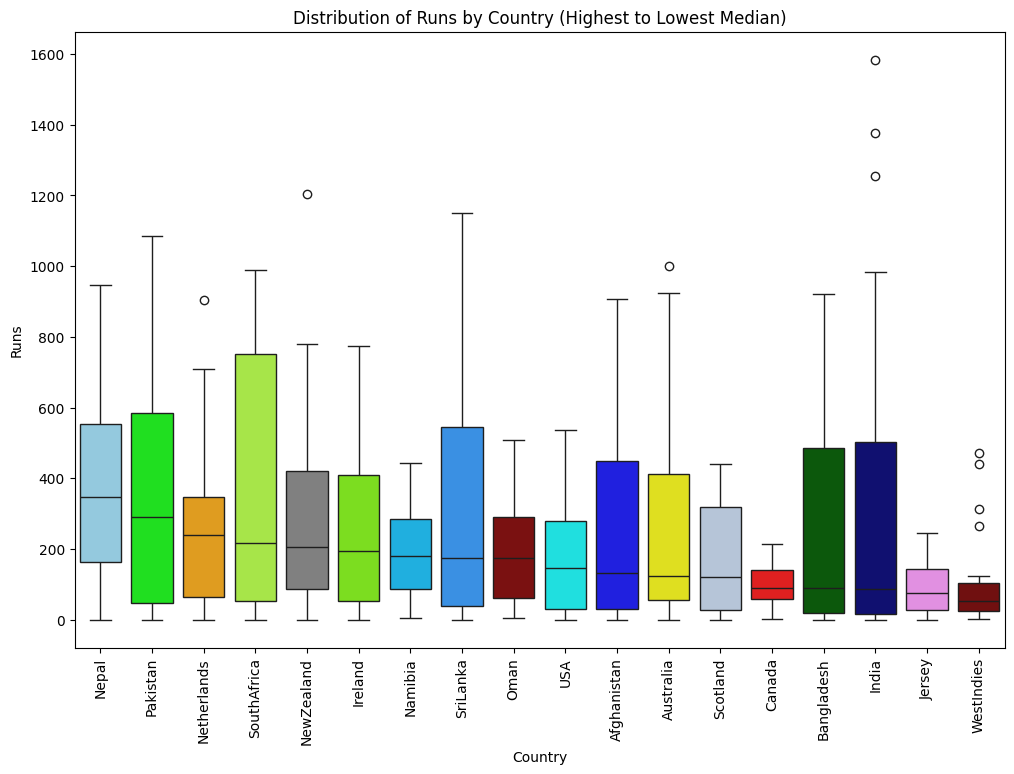 Distribution of Runs by Country (Highest to Lowest Median)
Runs
1600
1400
1200
1000
800
600
400
200
0
Nepal
Pakistan
Netherlands
SouthAfrica
NewZealand
Ireland
Namibia
SriLanka
Oman
USA
Afghanistan
Australia
Scotland
Canada
Bangladesh
India
Jersey
WestIndies
Country